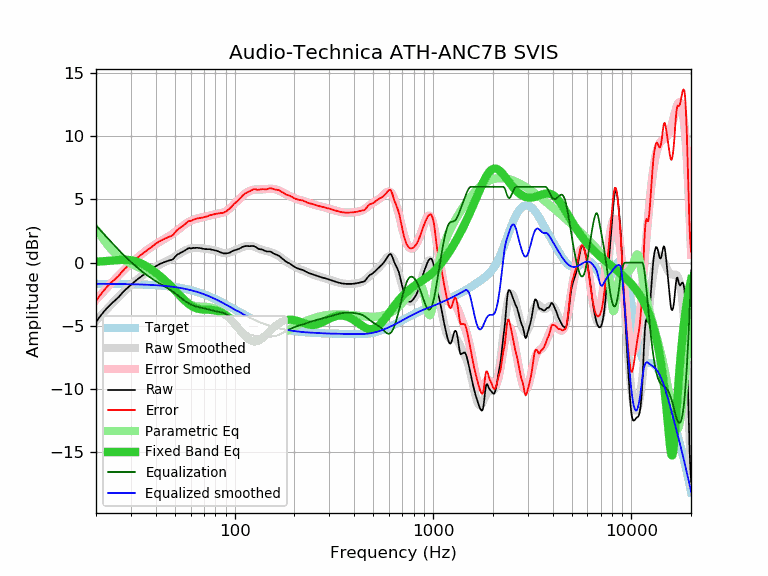 Audio-Technica ATH-ANC7B SVIS
Amplitude (dBr)
15
10
5
0
−5
−10
−15
Target
Raw Smoothed
Error Smoothed
Raw
Error
Parametric Eq
Fixed Band Eq
Equalization
Equalized smoothed
100
1000
10000
Frequency (Hz)